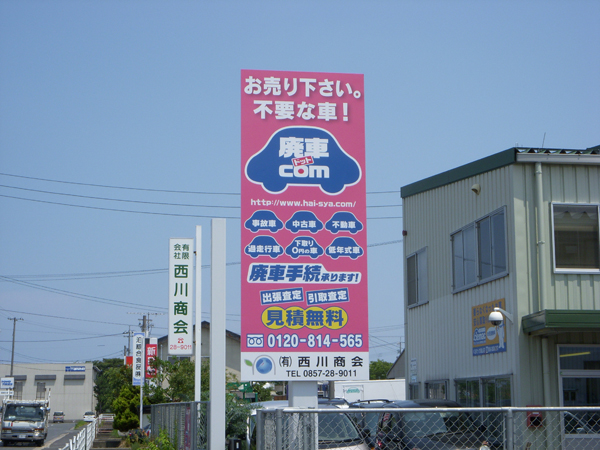 お売り下さい。
不要な車!
廃車
ドット
com
http://www.hai-sya.com/
事故車 中古車 不動車
過走行車 下取り0円の車 低年式車
廃車手続承ります!
出張査定 引取査定
見積無料
0120-814-565
(有)西川商会
TEL 0857-28-9011
有限会社
西川商会
28-9011